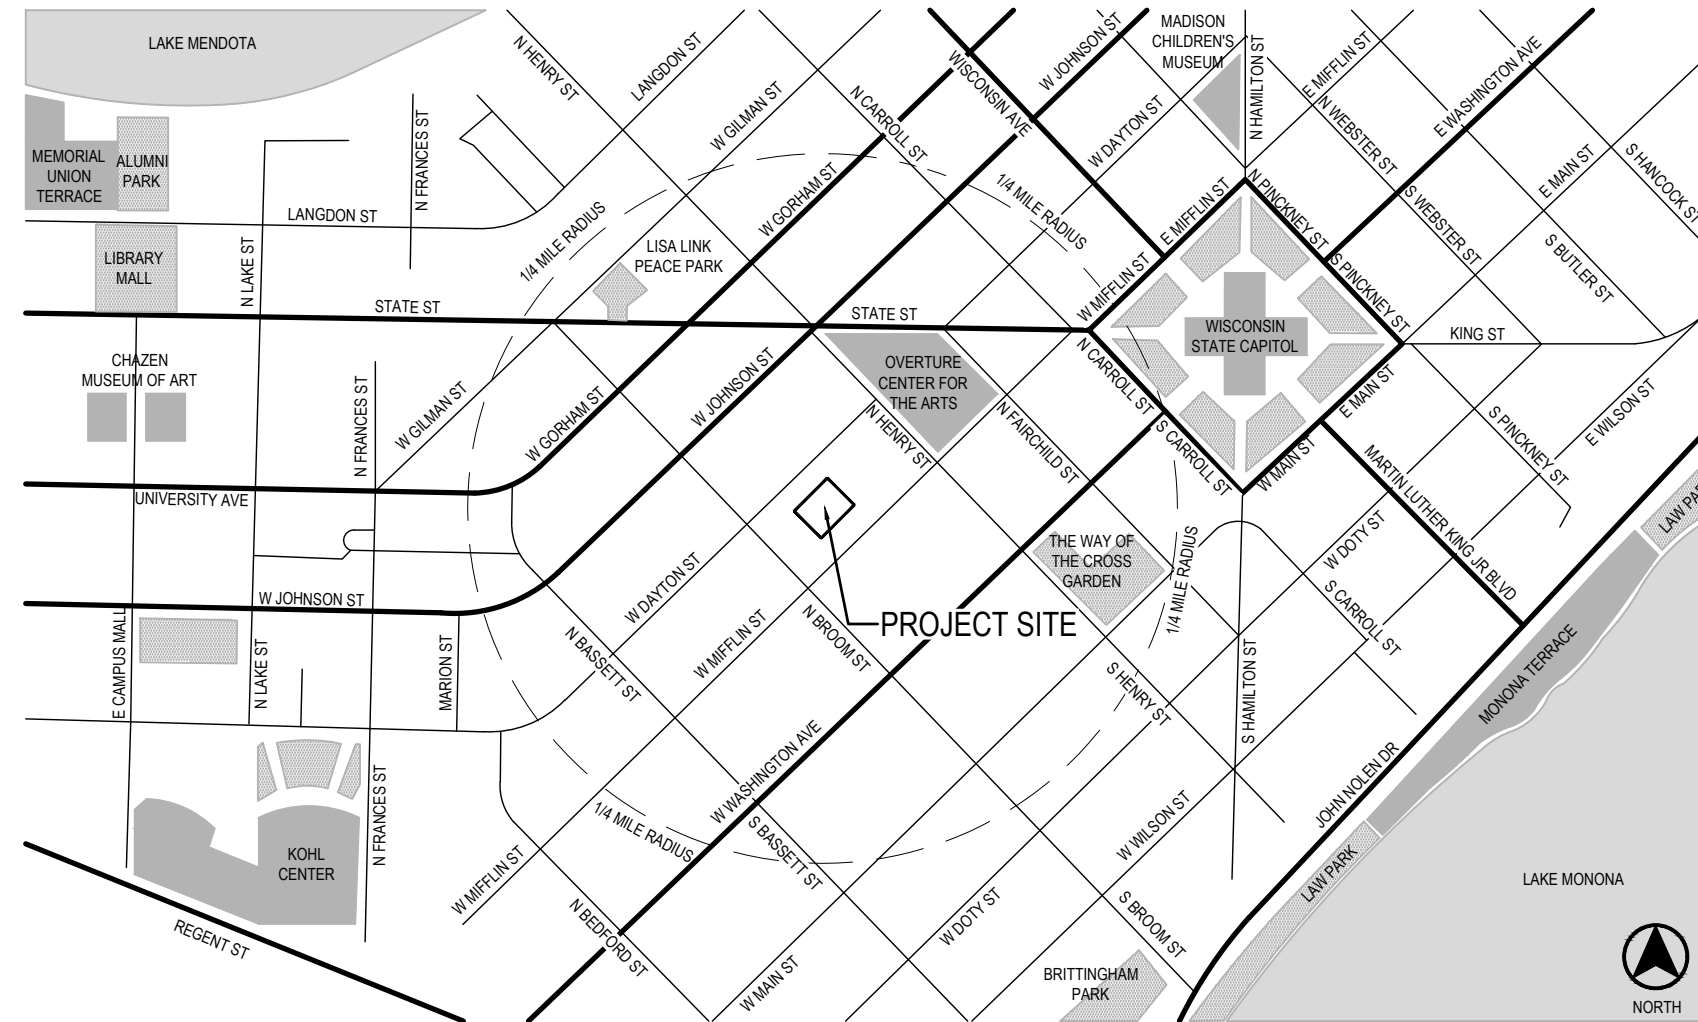 LAKE MENDOTA
N HENRY ST
LANGDON ST
WISCONSIN AVE
W JOHNSON ST
MADISON
CHILDREN'S
MUSEUM
N HAMILTON ST
E MIFFLIN ST
E WASHINGTON AVE
N CARROLL ST
W GILMAN ST
W DAYTON ST
N WEBSTER ST
E MAIN ST
S HANCOCK ST
MEMORIAL
UNION
TERRACE
ALUMNI
PARK
N FRANCES ST
LANGDON ST
1/4 MILE RADIUS
W GORHAM ST
1/4 MILE RADIUS
E MIFFLIN ST
N PINCKNEY ST
S WEBSTER ST
S BUTLER ST
LIBRARY
MALL
N LAKE ST
LISA LINK
PEACE PARK
W MIFFLIN ST
S PINCKNEY ST
STATE ST
STATE ST
WISCONSIN
STATE CAPITOL
KING ST
CHAZEN
MUSEUM OF ART
N FRANCES ST
W GILMAN ST
W GORHAM ST
W JOHNSON ST
OVERTURE
CENTER FOR
THE ARTS
N HENRY ST
N FAIRCHILD ST
N CARROLL ST
S CARROLL ST
W MAIN ST
E MAIN ST
S PINCKNEY ST
E WILSON ST
MARTIN LUTHER KING JR BLVD
UNIVERSITY AVE
THE WAY OF
THE CROSS
GARDEN
1/4 MILE RADIUS
W DOTY ST
S CARROLL ST
LAW PA
W JOHNSON ST
W DAYTON ST
PROJECT SITE
E CAMPUS MALL
N LAKE ST
MARION ST
N BASSETT ST
W MIFFLIN ST
N BROOM ST
S HENRY ST
S HAMILTON ST
MONONA TERRACE
N FRANCES ST
W WASHINGTON AVE
JOHN NOLEN DR
KOHL
CENTER
1/4 MILE RADIUS
W MIFFLIN ST
S BASSETT ST
W WILSON ST
LAW PARK
LAKE MONONA
REGENT ST
N BEDFORD ST
W MAIN ST
W DOTY ST
S BROOM ST
BRITTINGHAM
PARK
NORTH